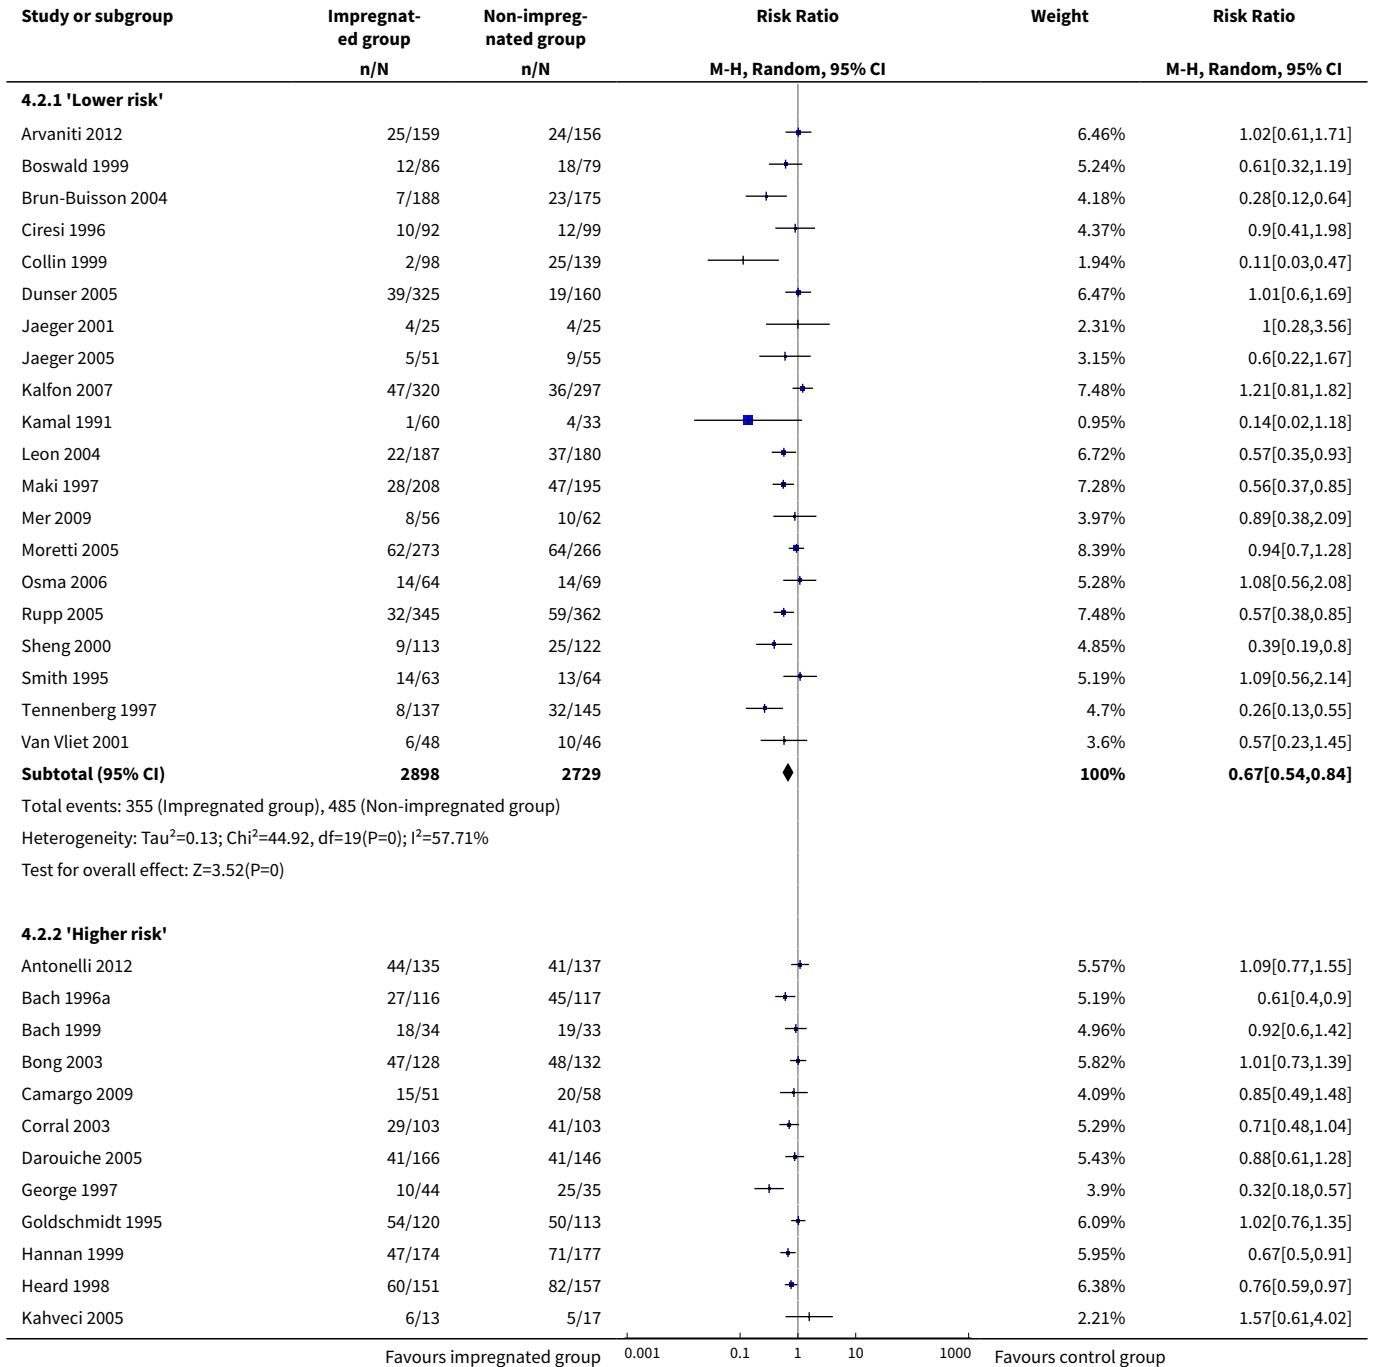 Study or subgroup Impregnat- Non-impreg- Risk Ratio Weight Risk Ratio
ed group nated group
n/N n/N M-H, Random, 95% CI M-H, Random, 95% CI
4.2.1 'Lower risk'
Arvaniti 2012 25/159 24/156 6.46% 1.02[0.61,1.71]
Boswald 1999 12/86 18/79 5.24% 0.61[0.32,1.19]
Brun-Buisson 2004 7/188 23/175 4.18% 0.28[0.12,0.64]
Ciresi 1996 10/92 12/99 4.37% 0.9[0.41,1.98]
Collin 1999 2/98 25/139 1.94% 0.11[0.03,0.47]
Dunser 2005 39/325 19/160 6.47% 1.01[0.6,1.69]
Jaeger 2001 4/25 4/25 2.31% 1[0.28,3.56]
Jaeger 2005 5/51 9/55 3.15% 0.6[0.22,1.67]
Kalfon 2007 47/320 36/297 7.48% 1.21[0.81,1.82]
Kamal 1991 1/60 4/33 0.95% 0.14[0.02,1.18]
Leon 2004 22/187 37/180 6.72% 0.57[0.35,0.93]
Maki 1997 28/208 47/195 7.28% 0.56[0.37,0.85]
Mer 2009 8/56 10/62 3.97% 0.89[0.38,2.09]
Moretti 2005 62/273 64/266 8.39% 0.94[0.7,1.28]
Osma 2006 14/64 14/69 5.28% 1.08[0.56,2.08]
Rupp 2005 32/345 59/362 7.48% 0.57[0.38,0.85]
Sheng 2000 9/113 25/122 4.85% 0.39[0.19,0.8]
Smith 1995 14/63 13/64 5.19% 1.09[0.56,2.14]
Tennenberg 1997 8/137 32/145 4.7% 0.26[0.13,0.55]
Van Vliet 2001 6/48 10/46 3.6% 0.57[0.23,1.45]
Subtotal (95% CI) 2898 2729 100% 0.67[0.54,0.84]
Total events: 355 (Impregnated group), 485 (Non-impregnated group)
Heterogeneity: Tau²=0.13; Chi²=44.92, df=19(P=0); I²=57.71%
Test for overall effect: Z=3.52(P=0)
4.2.2 'Higher risk'
Antonelli 2012 44/135 41/137 5.57% 1.09[0.77,1.55]
Bach 1996a 27/116 45/117 5.19% 0.61[0.4,0.9]
Bach 1999 18/34 19/33 4.96% 0.92[0.6,1.42]
Bong 2003 47/128 48/132 5.82% 1.01[0.73,1.39]
Camargo 2009 15/51 20/58 4.09% 0.85[0.49,1.48]
Corral 2003 29/103 41/103 5.29% 0.71[0.48,1.04]
Darouiche 2005 41/166 41/146 5.43% 0.88[0.61,1.28]
George 1997 10/44 25/35 3.9% 0.32[0.18,0.57]
Goldschmidt 1995 54/120 50/113 6.09% 1.02[0.76,1.35]
Hannan 1999 47/174 71/177 5.95% 0.67[0.5,0.91]
Heard 1998 60/151 82/157 6.38% 0.76[0.59,0.97]
Kahveci 2005 6/13 5/17 2.21% 1.57[0.61,4.02]
Favours impregnated group 0.001 0.1 1 10 1000 Favours control group